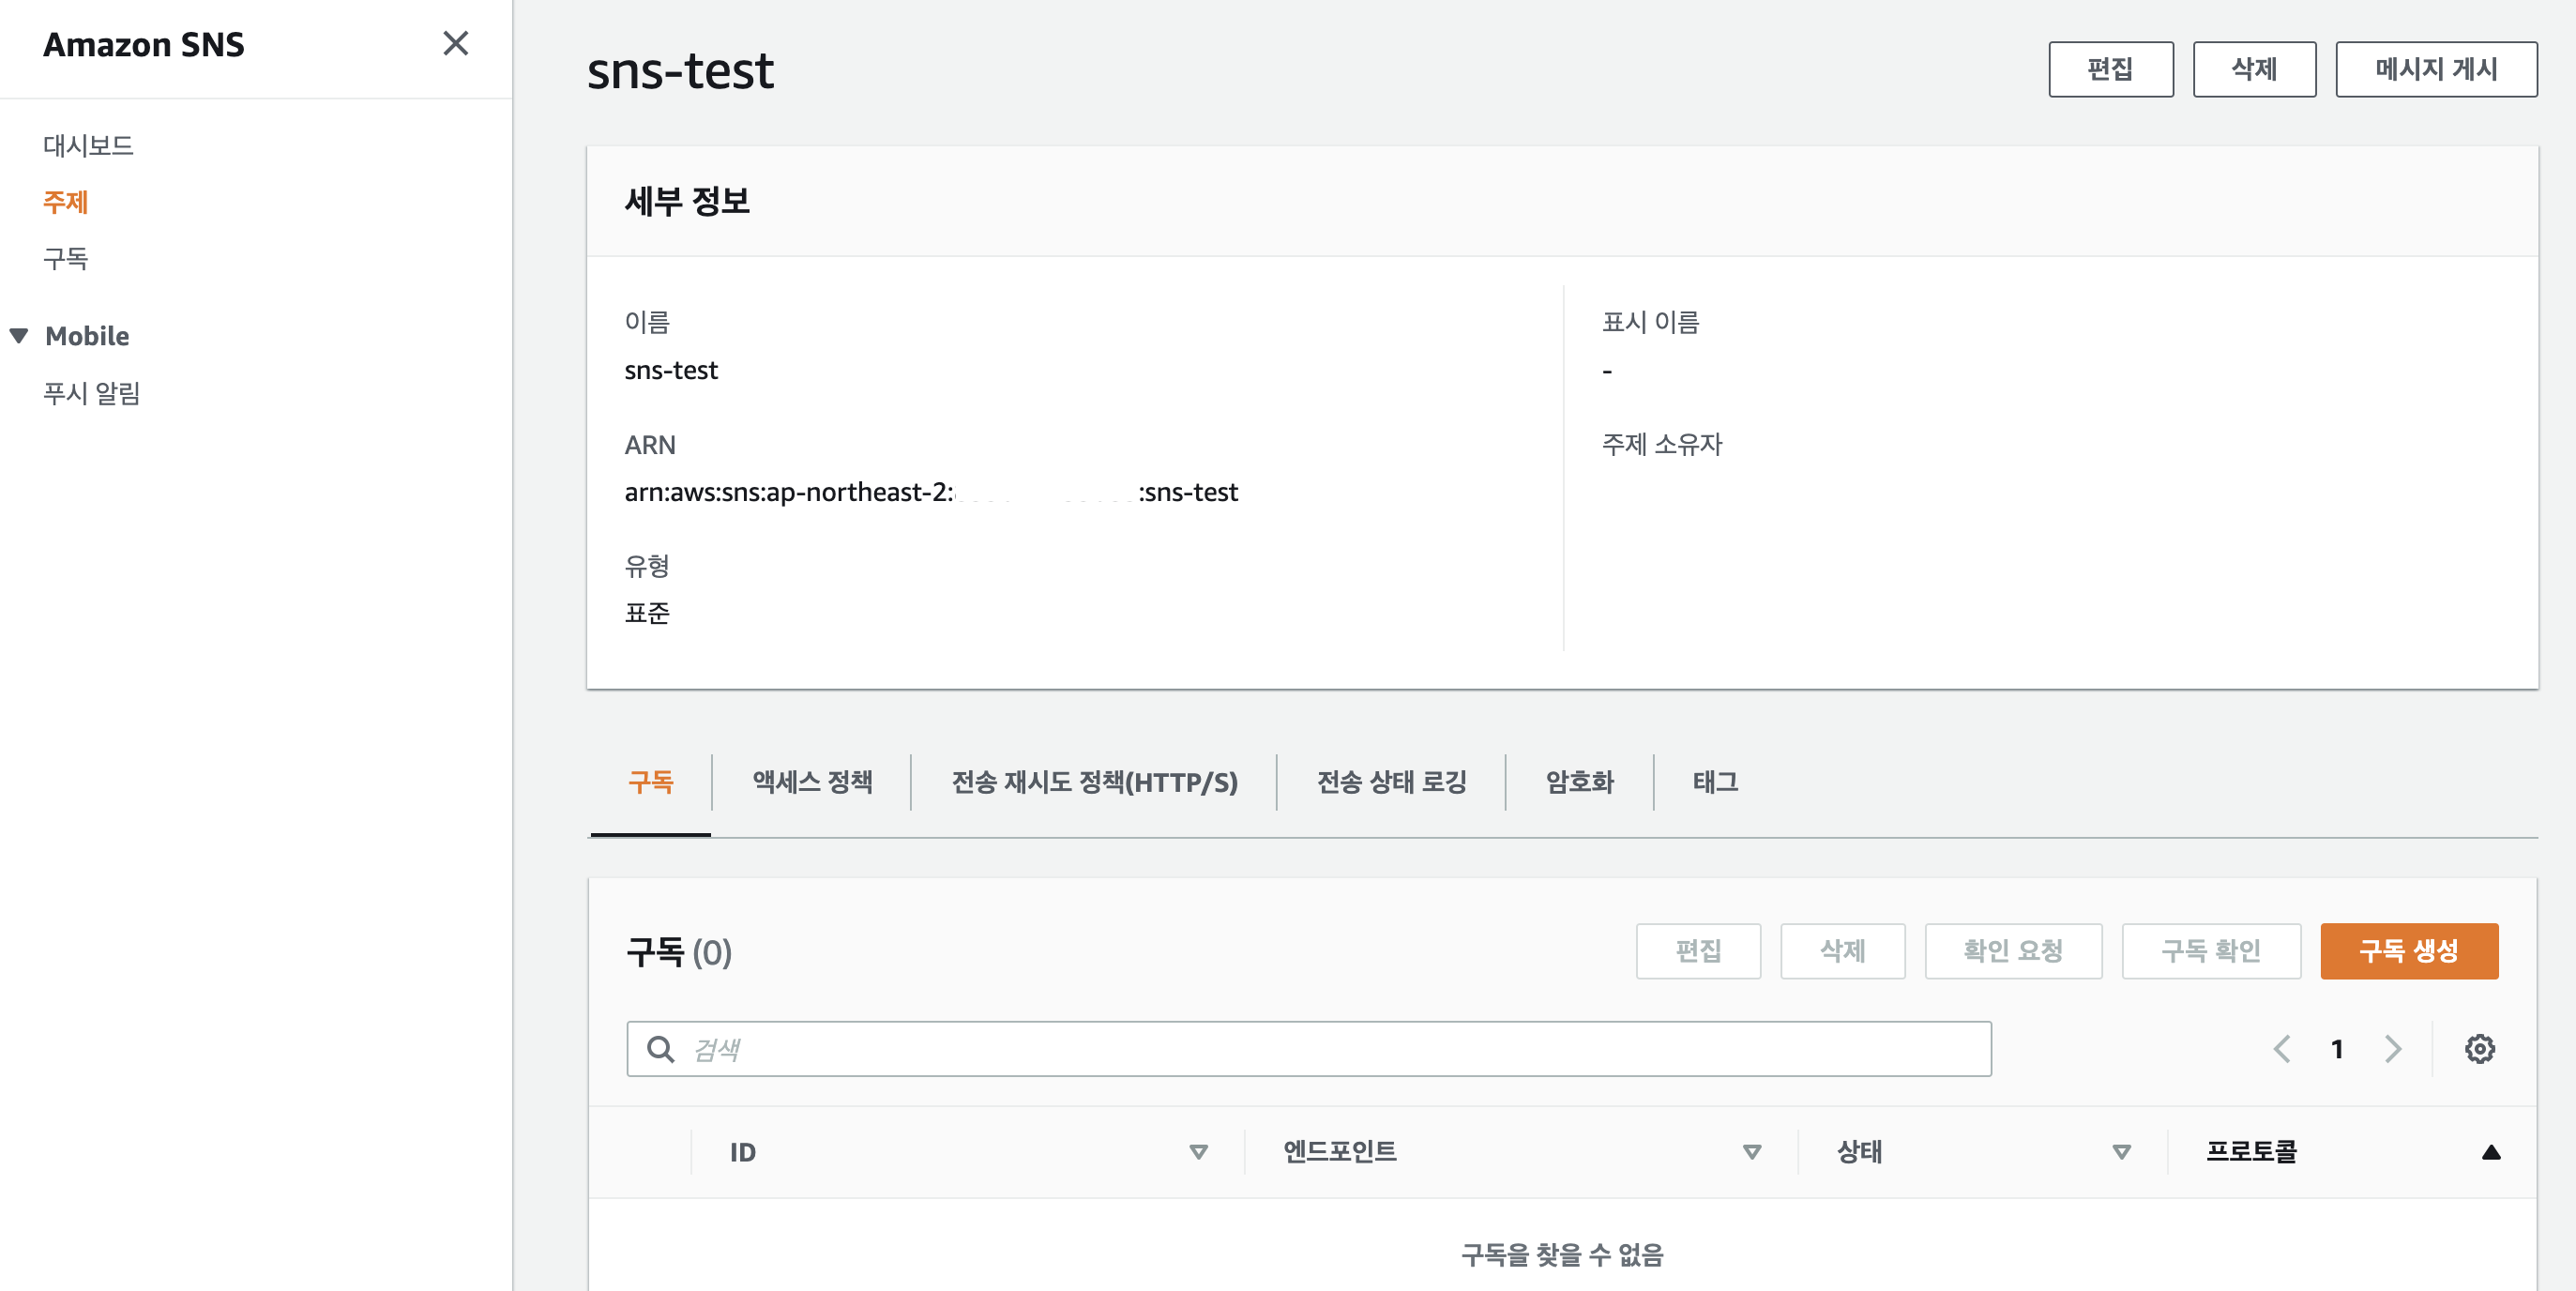 Amazon SNS
대시보드
주제
구독
Mobile
푸시 알림
sns-test
편집 삭제 메시지 게시
세부 정보
이름
sns-test
표시 이름
-
ARN
arn:aws:sns:ap-northeast-2: :sns-test
주제 소유자
유형
표준
구독 액세스 정책 전송 재시도 정책(HTTP/S) 전송 상태 로깅 암호화 태그
구독 (0)
편집 삭제 확인 요청 구독 확인 구독 생성
검색
1
ID 엔드포인트 상태 프로토콜
구독을 찾을 수 없음